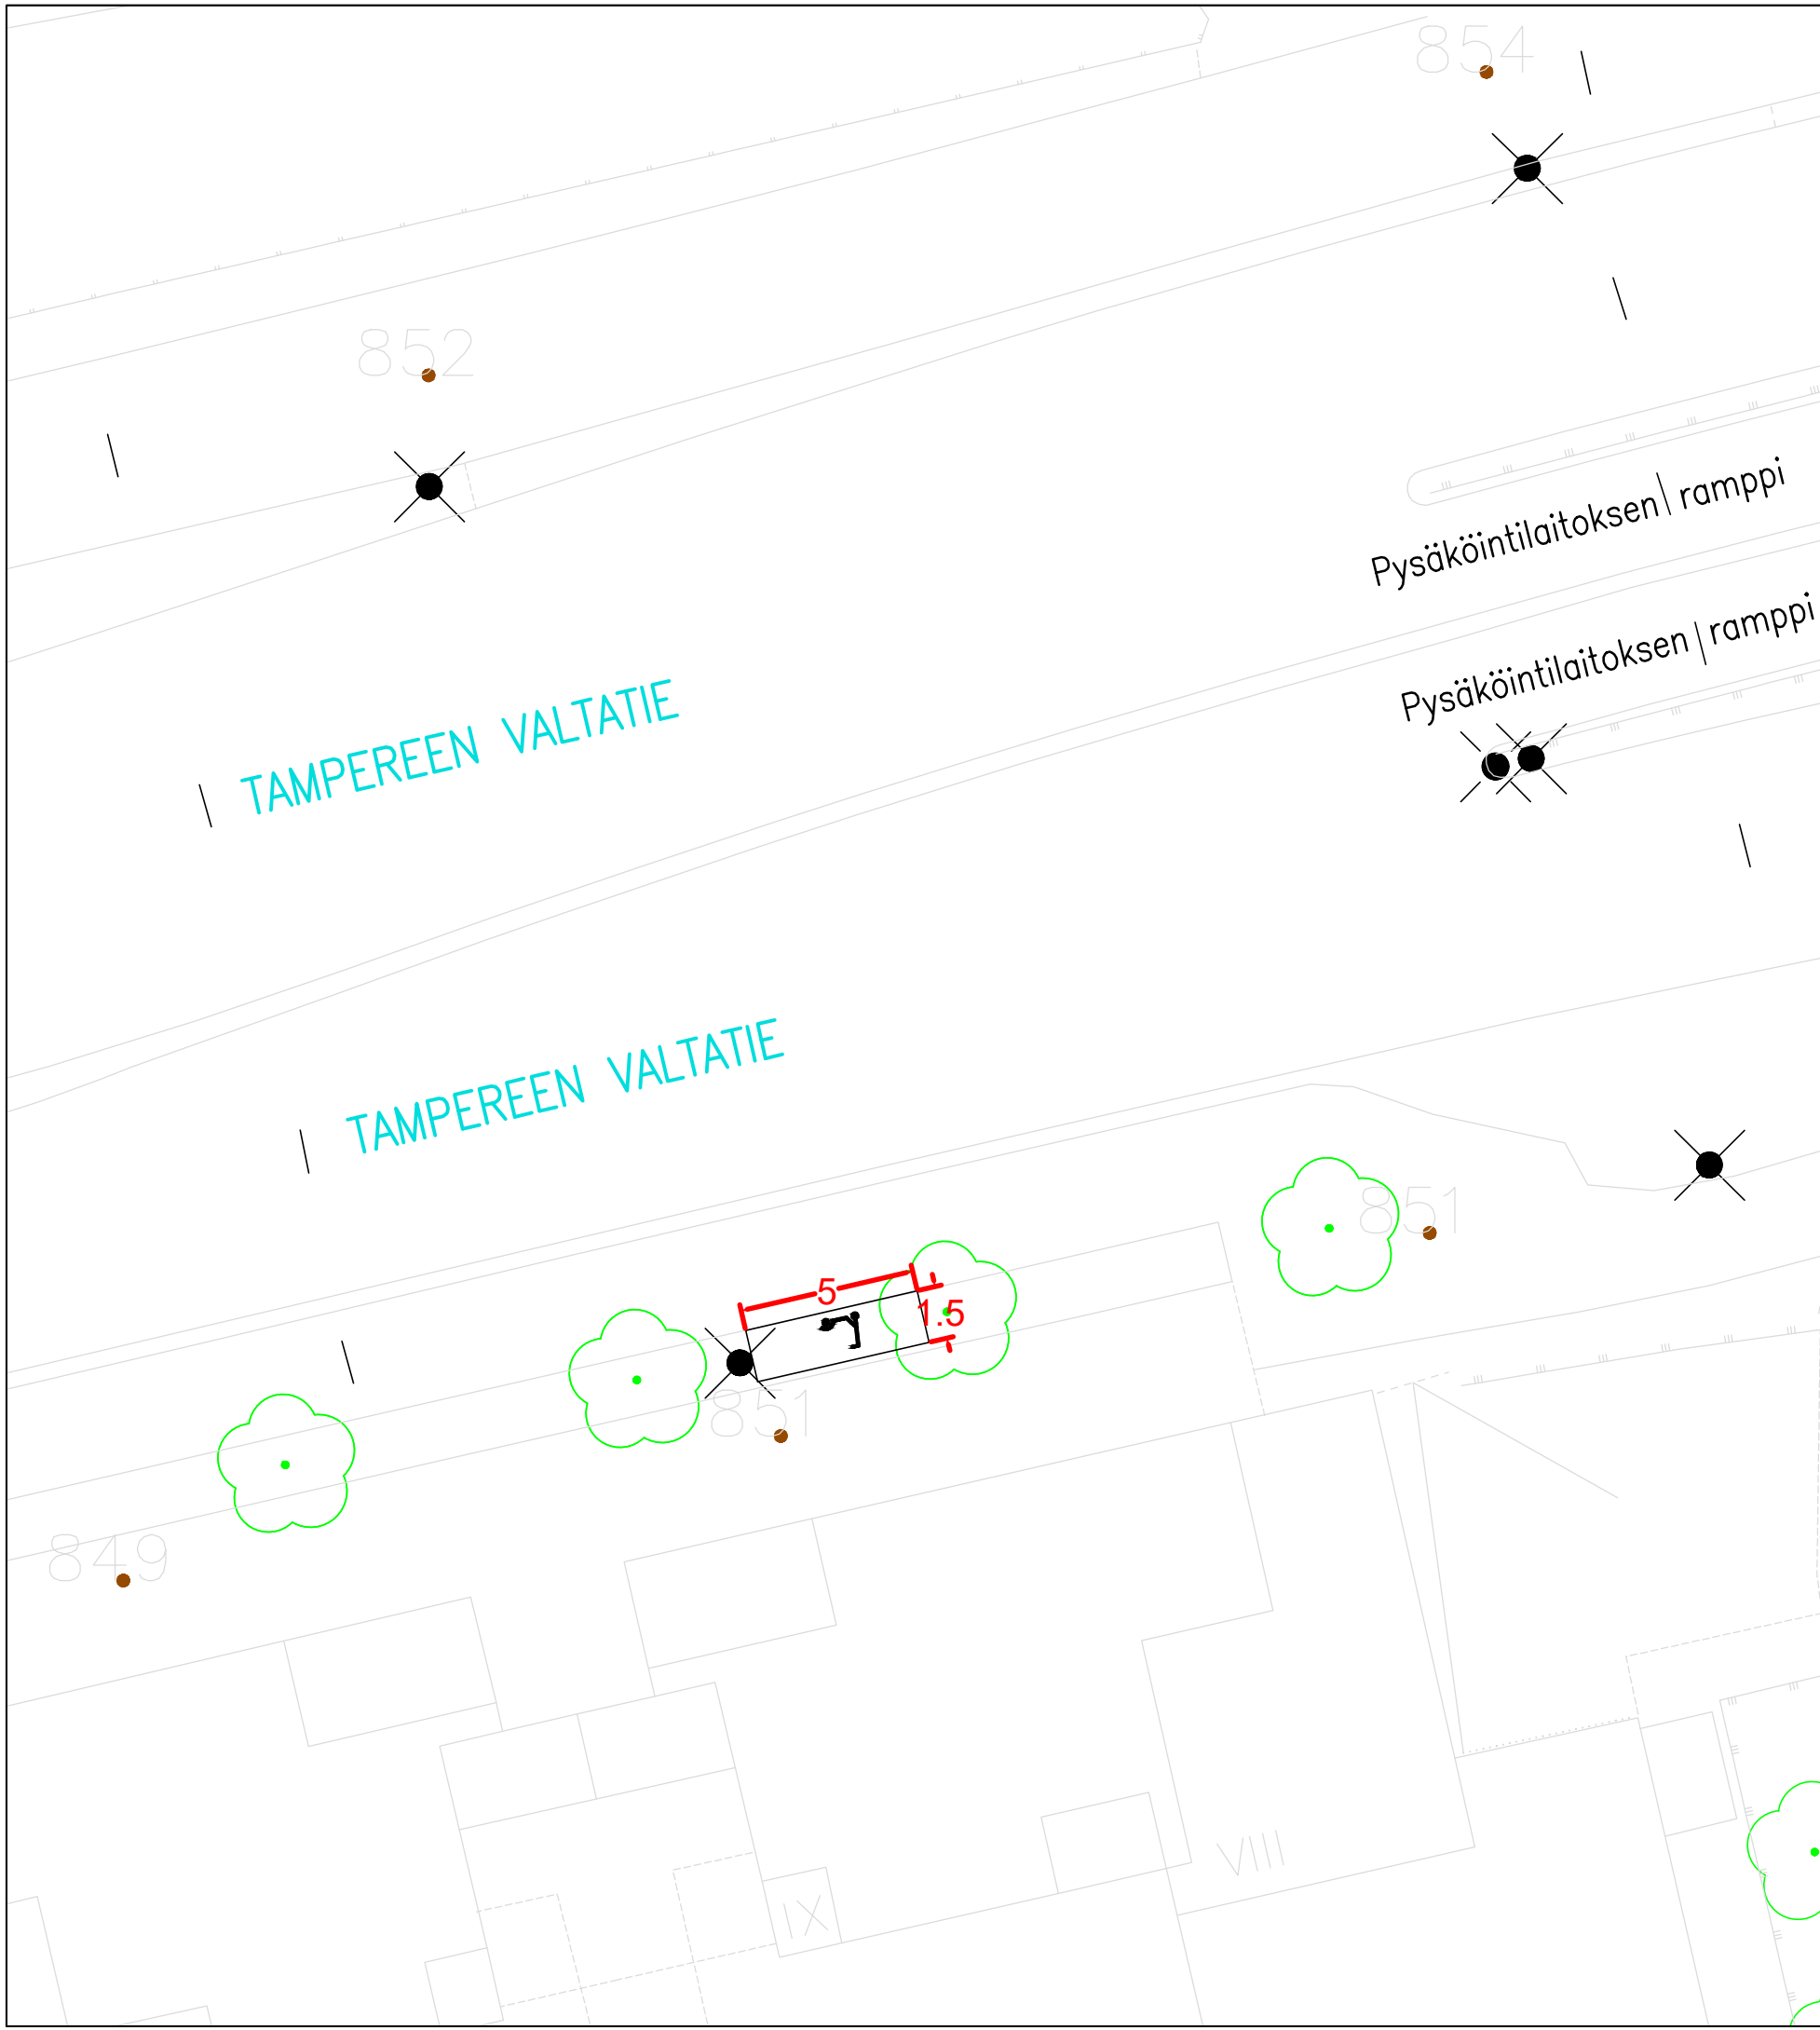 854
852
Pysäköintilaitoksen ramppi
Pysäköintilaitoksen ramppi
TAMPEREEN VALTATIE
TAMPEREEN VALTATIE
851
5
1.5
851
849
VIII
IX